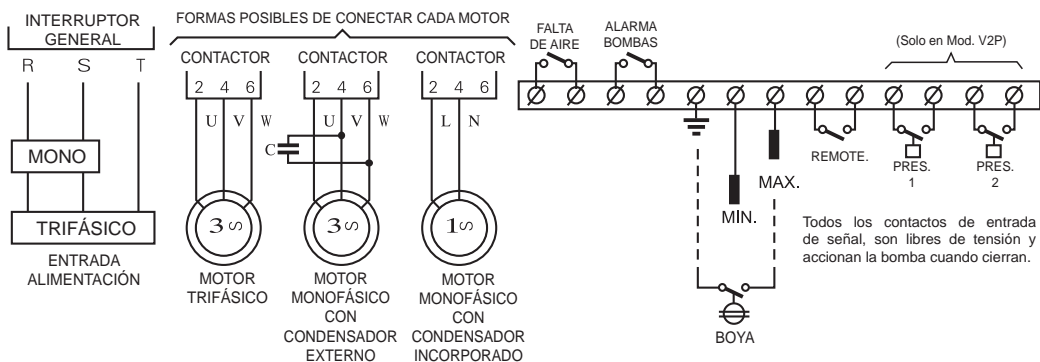 INTERRUPTOR
GENERAL
R S T
MONO
TRIFÁSICO
ENTRADA
ALIMENTACIÓN
FORMAS POSIBLES DE CONECTAR CADA MOTOR
CONTACTOR
2 4 6
U V W
3∽
MOTOR
TRIFÁSICO
CONTACTOR
2 4 6
U V W
C
3∽
MOTOR
MONOFÁSICO
CON
CONDENSADOR
EXTERNO
CONTACTOR
2 4 6
L N
1∽
MOTOR
MONOFÁSICO
CON
CONDENSADOR
INCORPORADO
FALTA
DE AIRE
ALARMA
BOMBAS
(Solo en Mod. V2P)
MIN.
MAX.
REMOTE.
PRES.
1
PRES.
2
BOYA
Todos los contactos de entrada
de señal, son libres de tensión y
accionan la bomba cuando cierran.